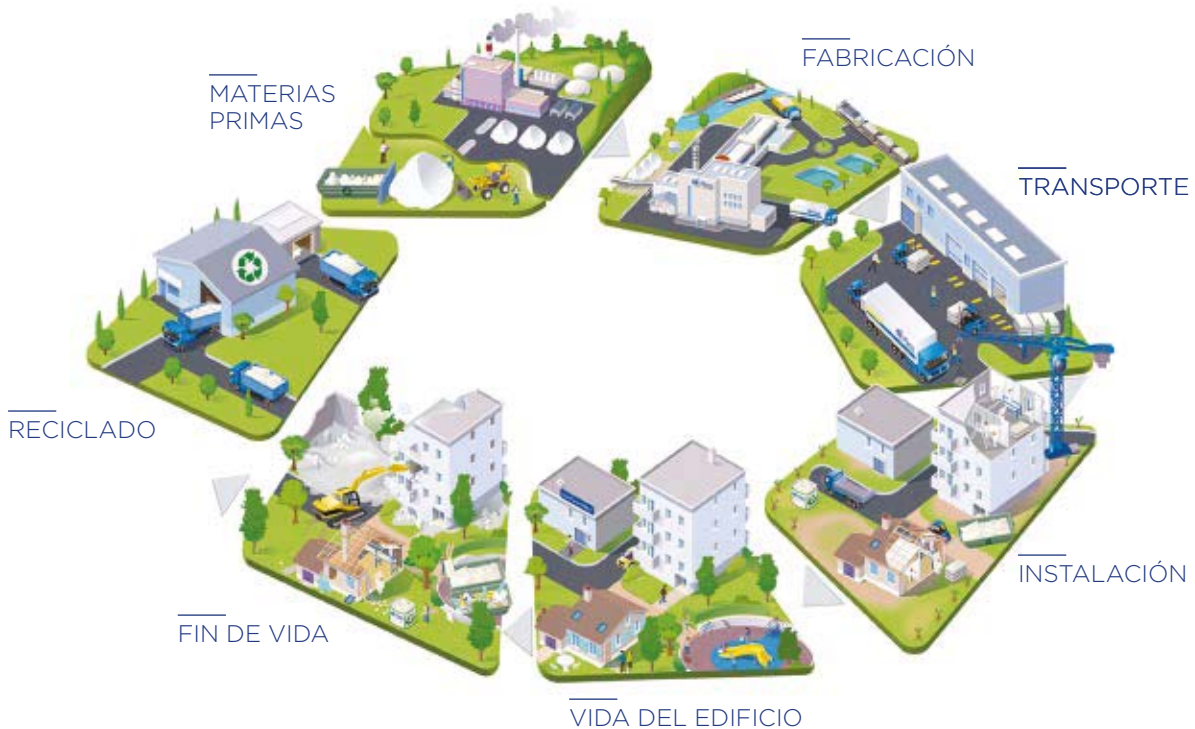 MATERIAS
PRIMAS
FABRICACIÓN
TRANSPORTE
INSTALACIÓN
VIDA DEL EDIFICIO
FIN DE VIDA
RECICLADO